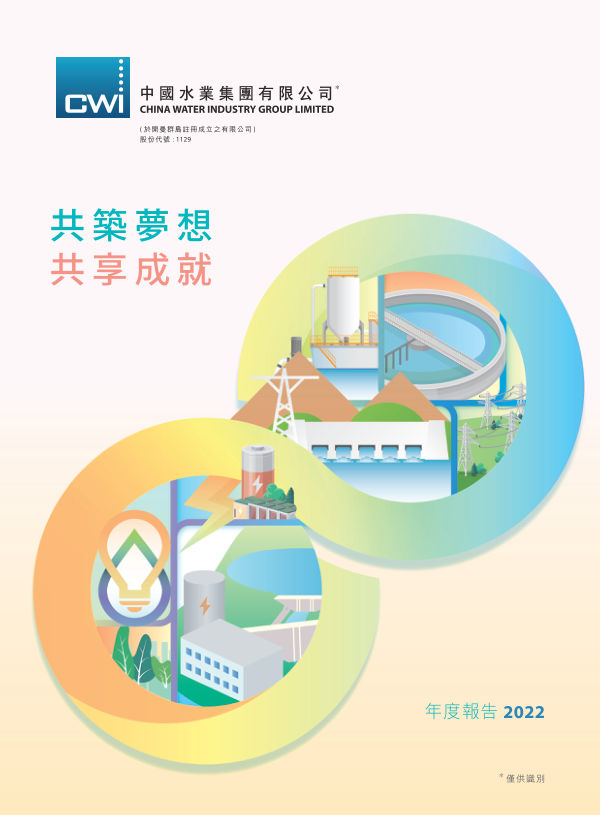 CWi
中國水業集團有限公司*
CHINA WATER INDUSTRY GROUP LIMITED
(於開曼群島註冊成立之有限公司)
股份代號 : 1129
共築夢想
共享成就
年度報告 2022
* 僅供識別